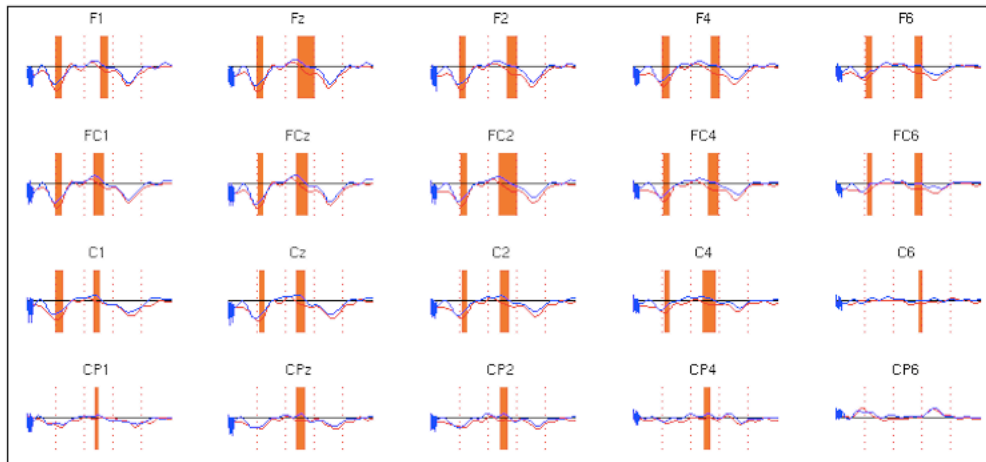 F1 Fz F2 F4 F6
FC1 FCz FC2 FC4 FC6
C1 Cz C2 C4 C6
CP1 CPz CP2 CP4 CP6